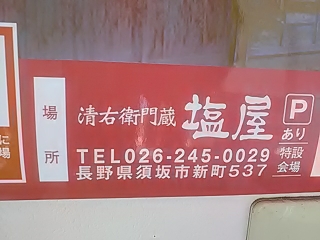 場所
清右衛門蔵 塩屋
P
あり
TEL026-245-0029
長野県須坂市新町537
特設
会場
に
場